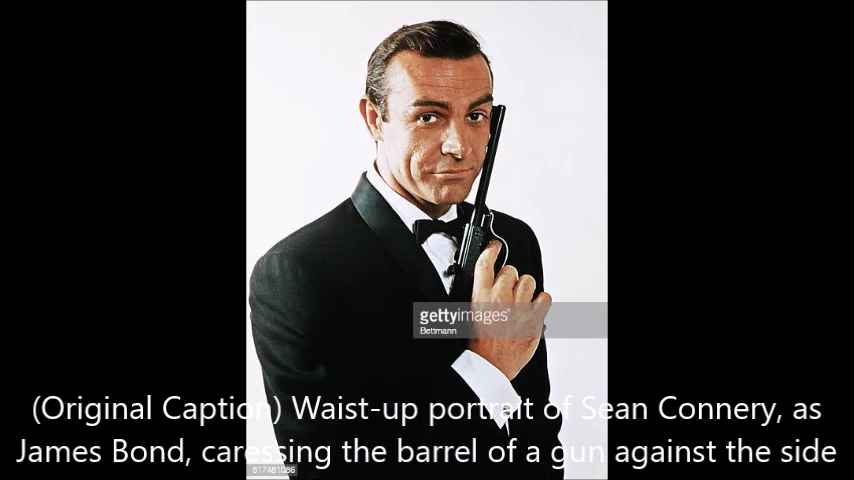 gettyimages®
Bettmann
(Original Caption) Waist-up portrait of Sean Connery, as
James Bond, caressing the barrel of a gun against the side
517481086